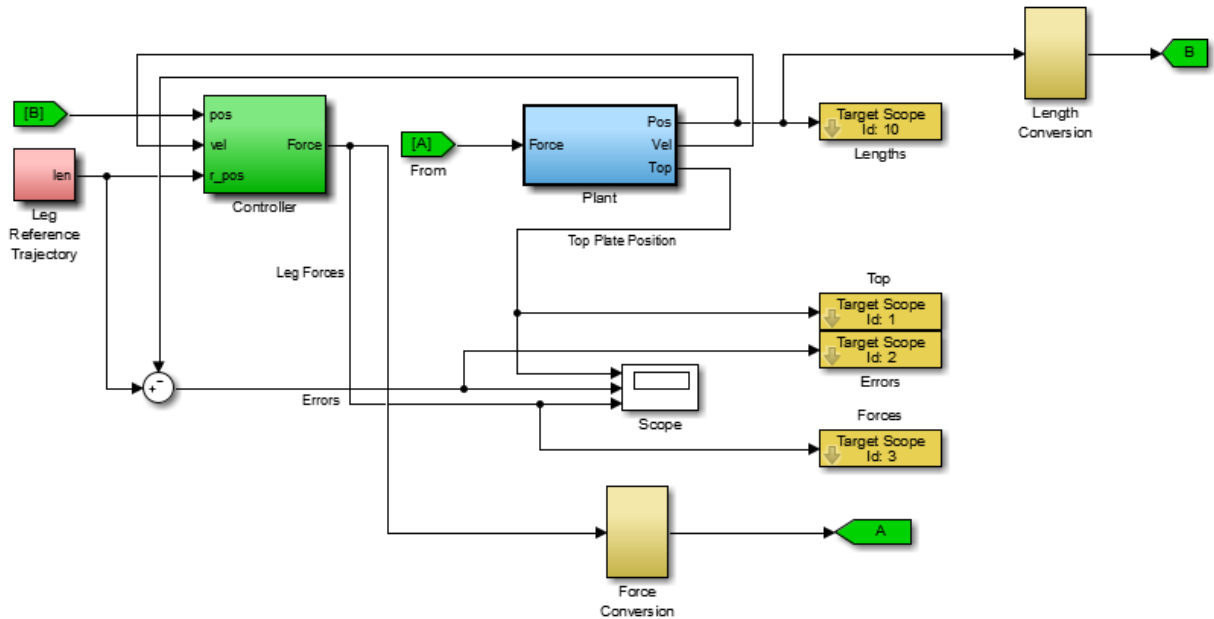 B
Length
Conversion
[B]
pos
vel
r_pos
Force
Controller
len
Leg
Reference
Trajectory
[A]
From
Force
Pos
Vel
Top
Plant
Target Scope
Id: 10
Lengths
Top Plate Position
Leg Forces
Top
Target Scope
Id: 1
Target Scope
Id: 2
Errors
+
-
Errors
Scope
Forces
Target Scope
Id: 3
Force
Conversion
A